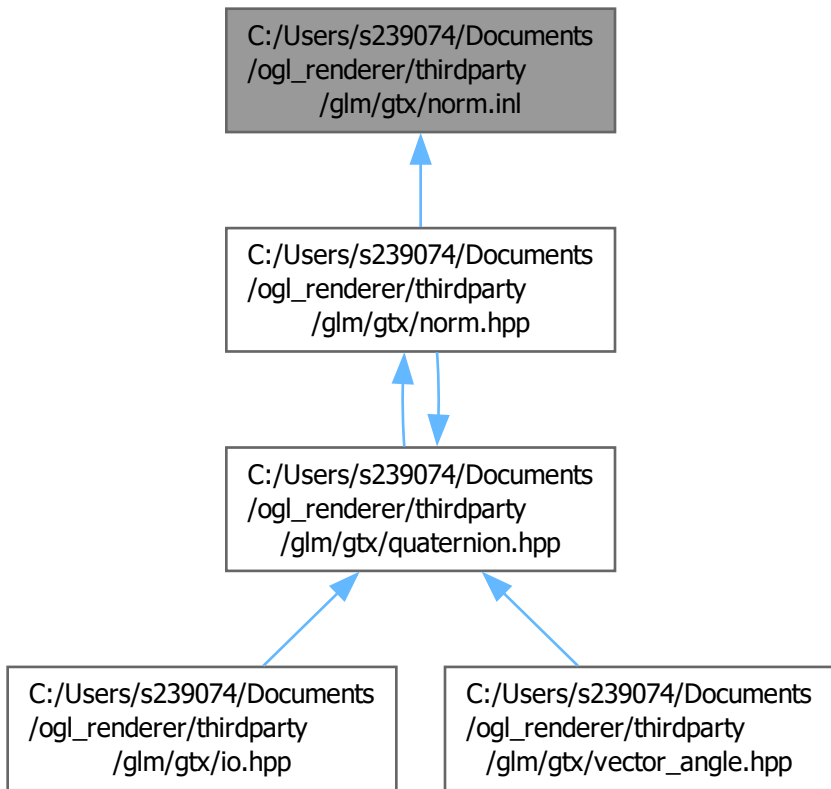 C:/Users/s239074/Documents
/ogl_renderer/thirdparty
/glm/gtx/norm.inl
C:/Users/s239074/Documents
/ogl_renderer/thirdparty
/glm/gtx/norm.hpp
C:/Users/s239074/Documents
/ogl_renderer/thirdparty
/glm/gtx/quaternion.hpp
C:/Users/s239074/Documents
/ogl_renderer/thirdparty
/glm/gtx/io.hpp
C:/Users/s239074/Documents
/ogl_renderer/thirdparty
/glm/gtx/vector_angle.hpp